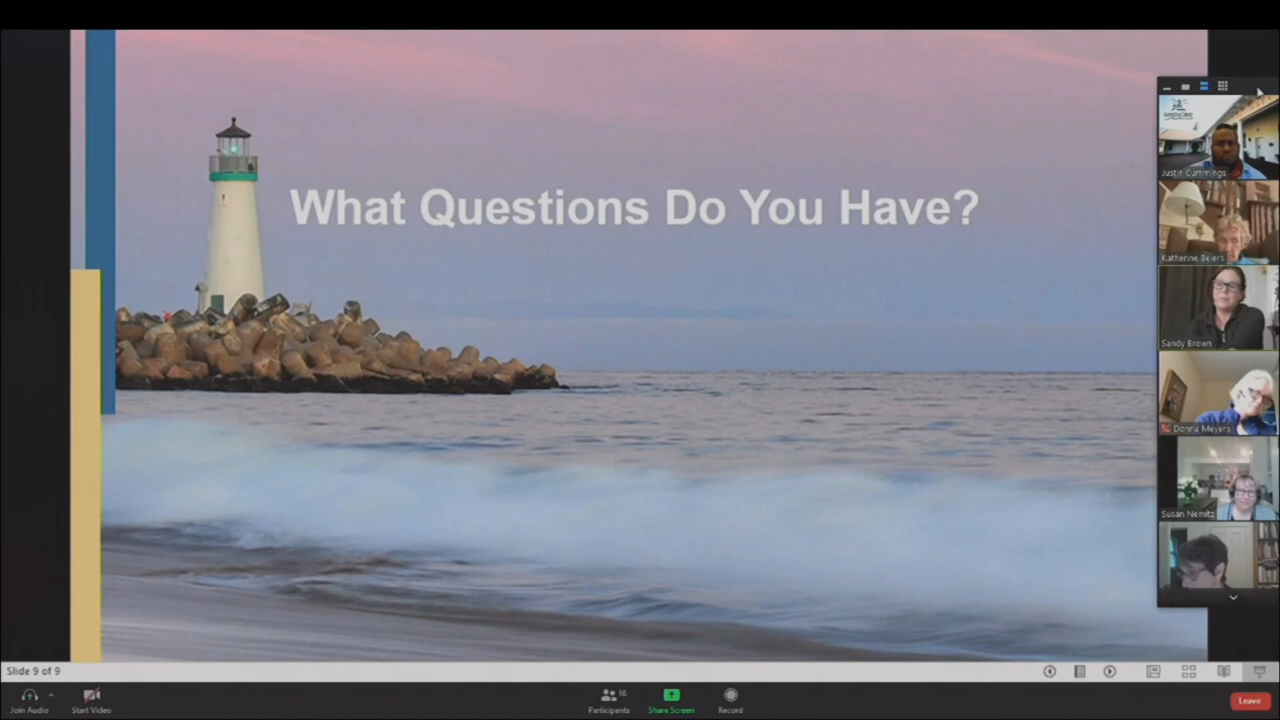 What Questions Do You Have?
Justin Cummings
Katherine Beiers
Sandy Brown
Donna Meyers
Susan Nemitz
Slide 9 of 9
Join Audio
Start Video
16
Participants
Share Screen
Record
Leave